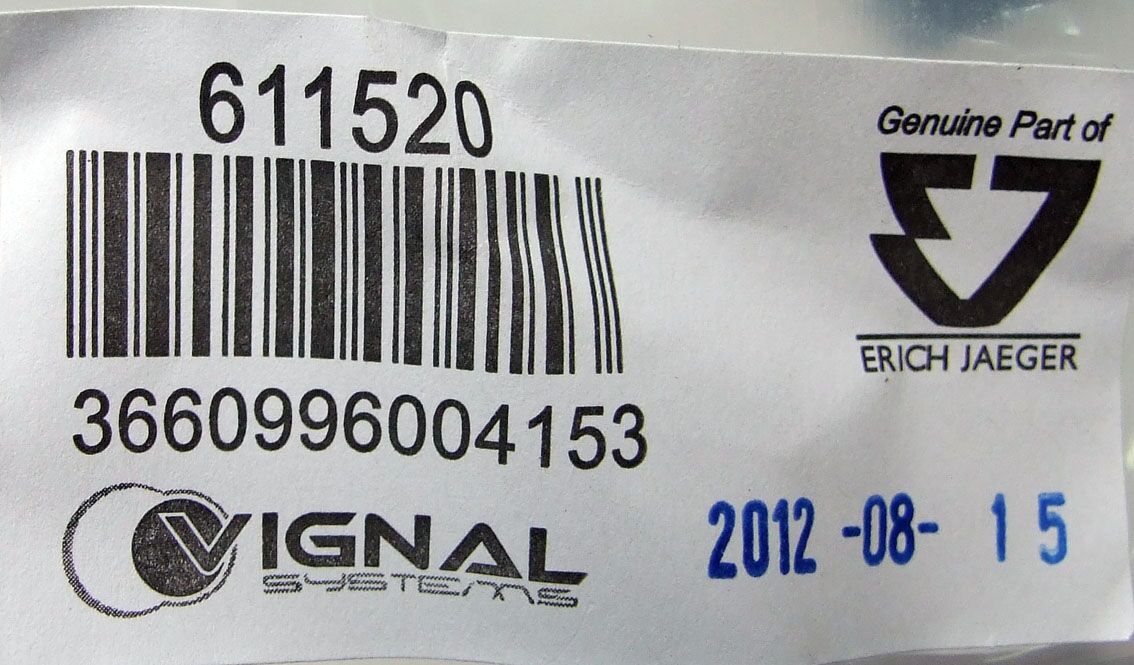 611520
3660996004153
VIGNAL
SYSTEMS
Genuine Part of
ERICH JAEGER
2012 -08- 15